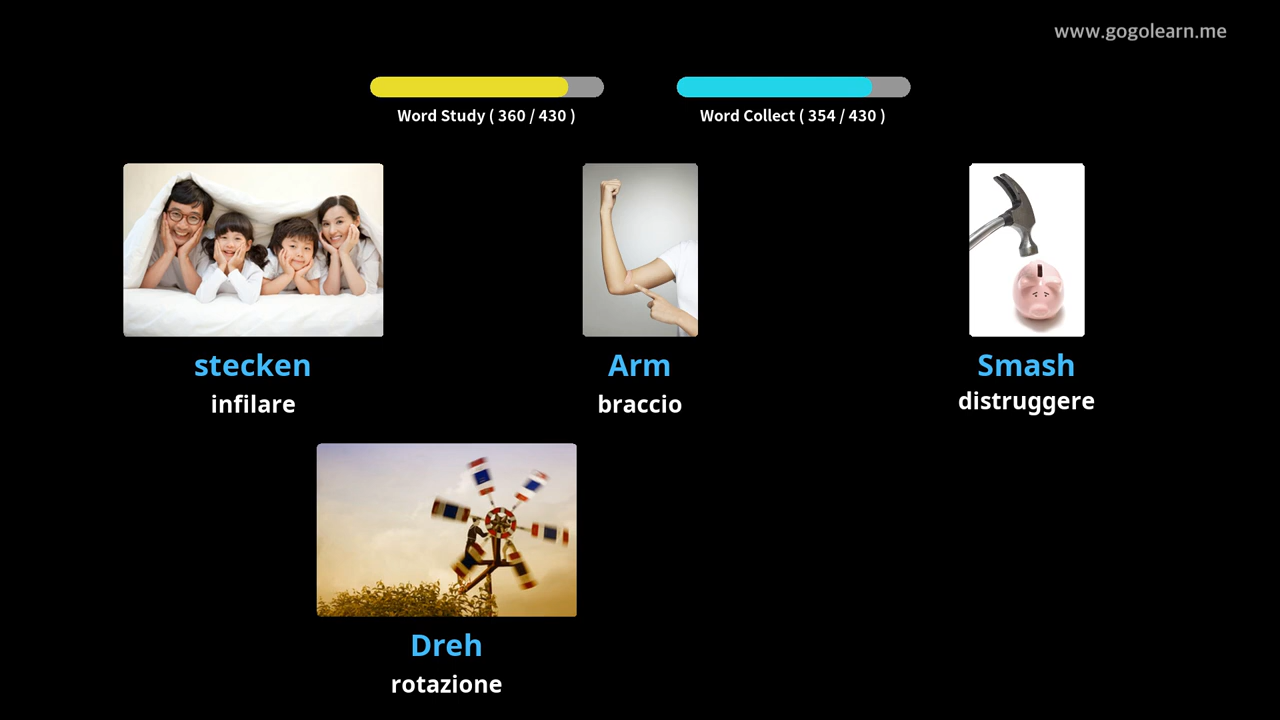 www.gogolearn.me
Word Study ( 360 / 430 )
Word Collect ( 354 / 430 )
stecken
infilare
Arm
braccio
Smash
distruggere
Dreh
rotazione